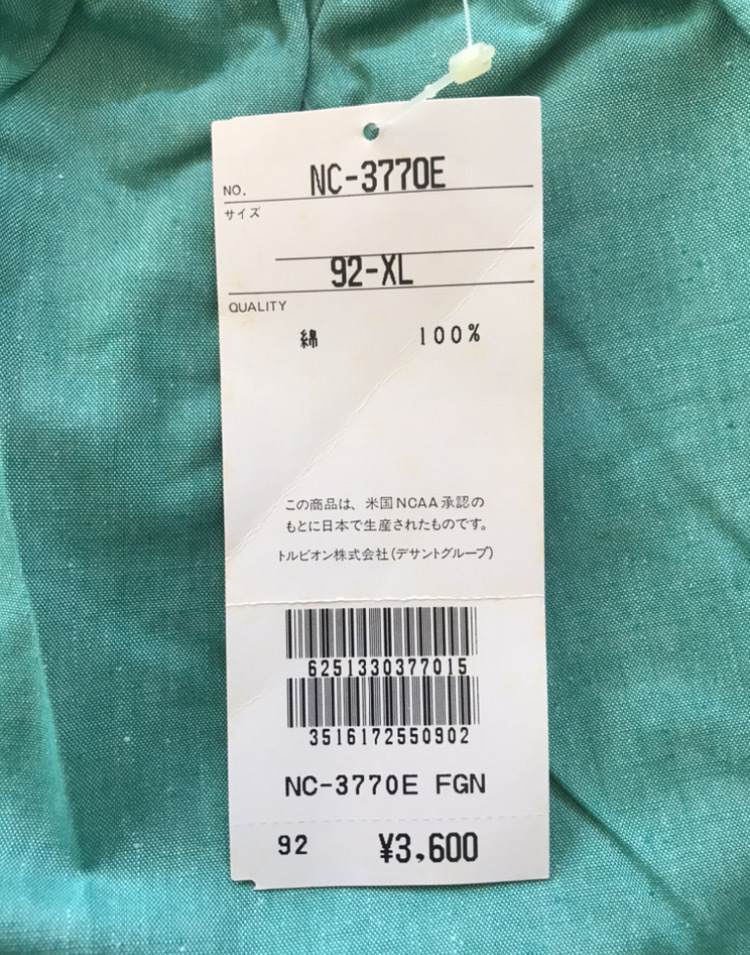 NO. NC-3770E
サイズ
92-XL
QUALITY
綿 100%
この商品は、米国NCAA承認の
もとに日本で生産されたものです。
トルピオン株式会社(デサントグループ)
6251330377015
3516172550902
NC-3770E FGN
92 ¥3,600